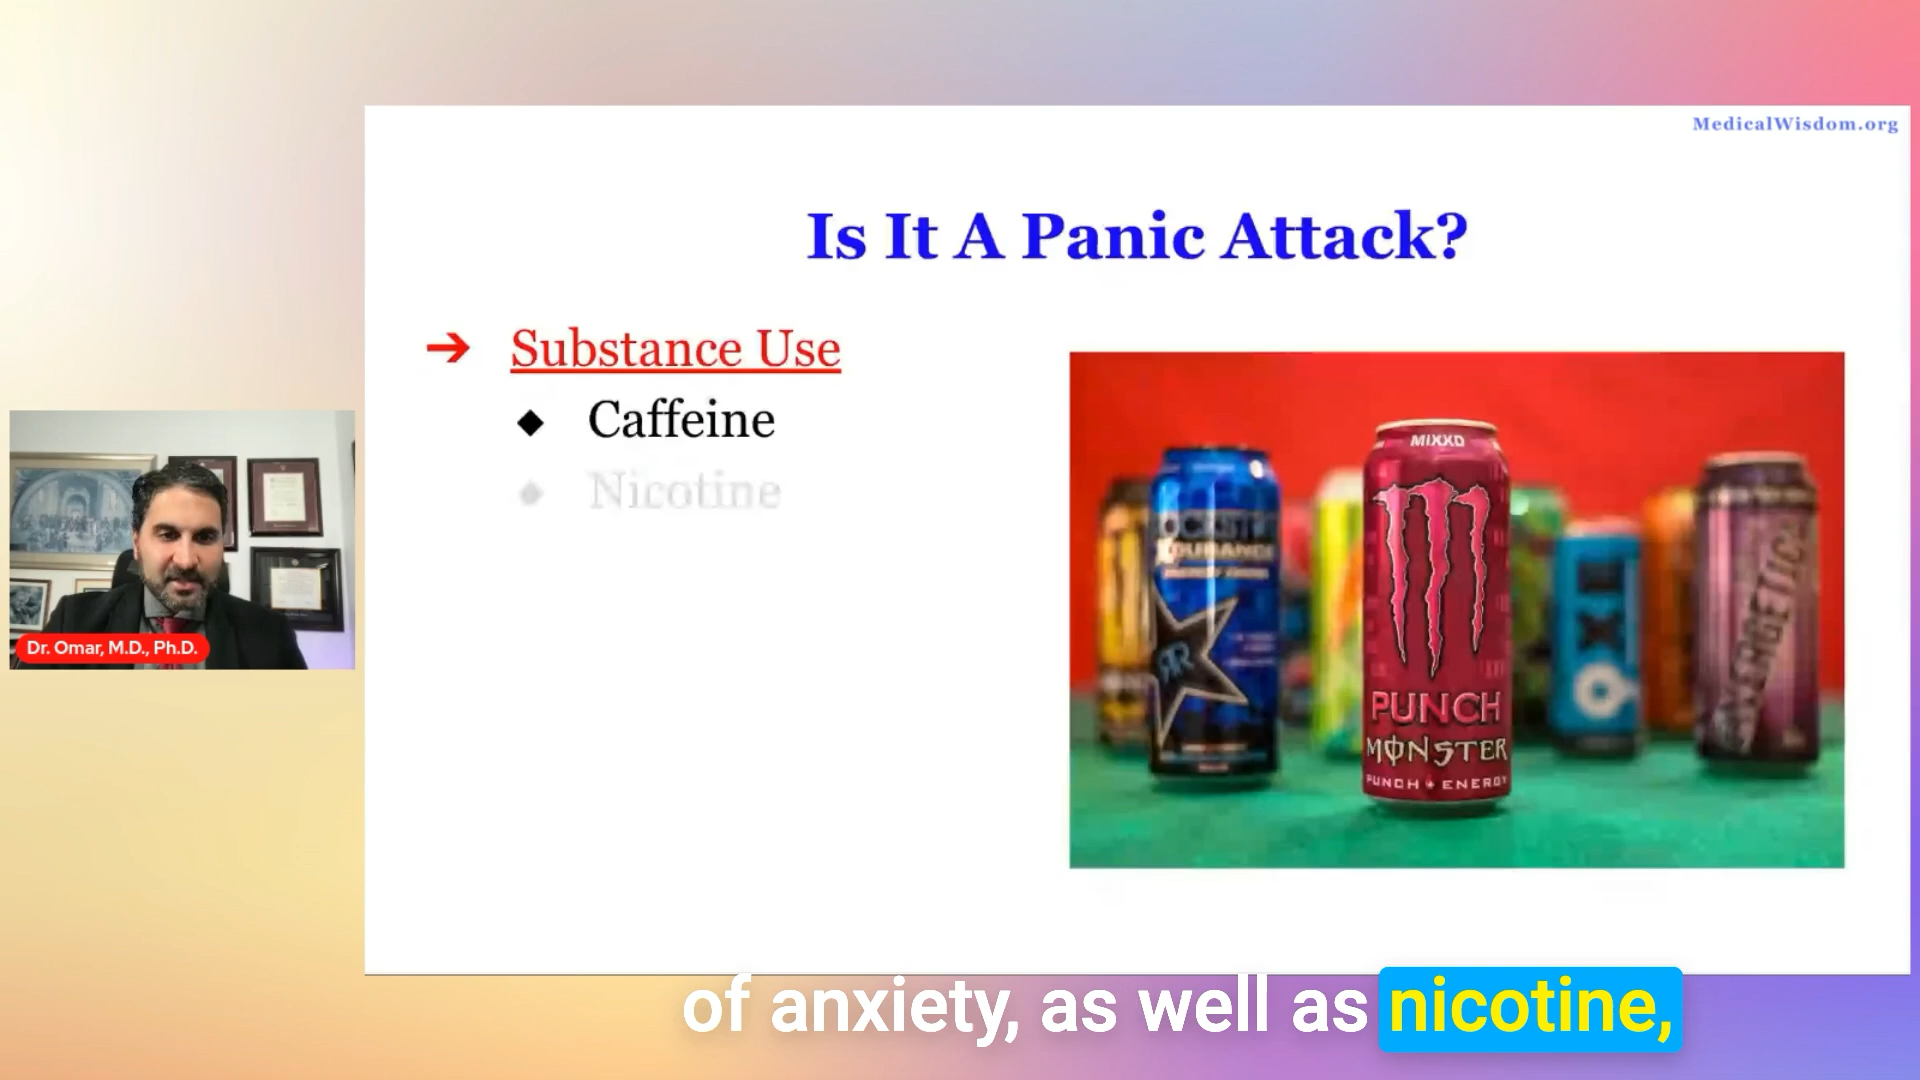 MedicalWisdom.org
Is It A Panic Attack?
➔ Substance Use
◆ Caffeine
◆ Nicotine
MIXXD
PUNCH
MONSTER
PUNCH + ENERGY
Dr. Omar, M.D., Ph.D.
of anxiety, as well as nicotine,